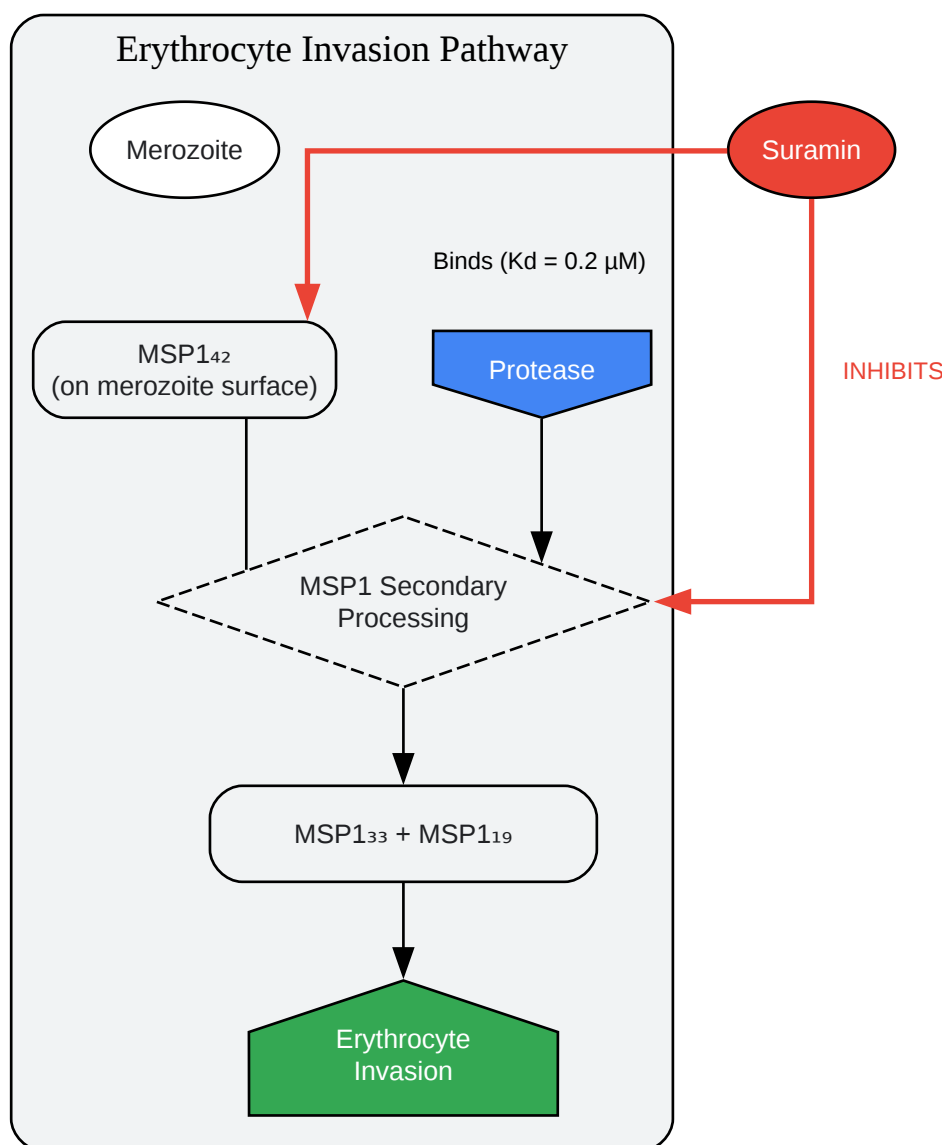 Erythrocyte Invasion Pathway
Merozoite
Suramin
Binds (Kd = 0.2 µM)
MSP1₄₂
(on merozoite surface)
Protease
INHIBITS
MSP1 Secondary
Processing
MSP1₃₃ + MSP1₁₉
Erythrocyte
Invasion